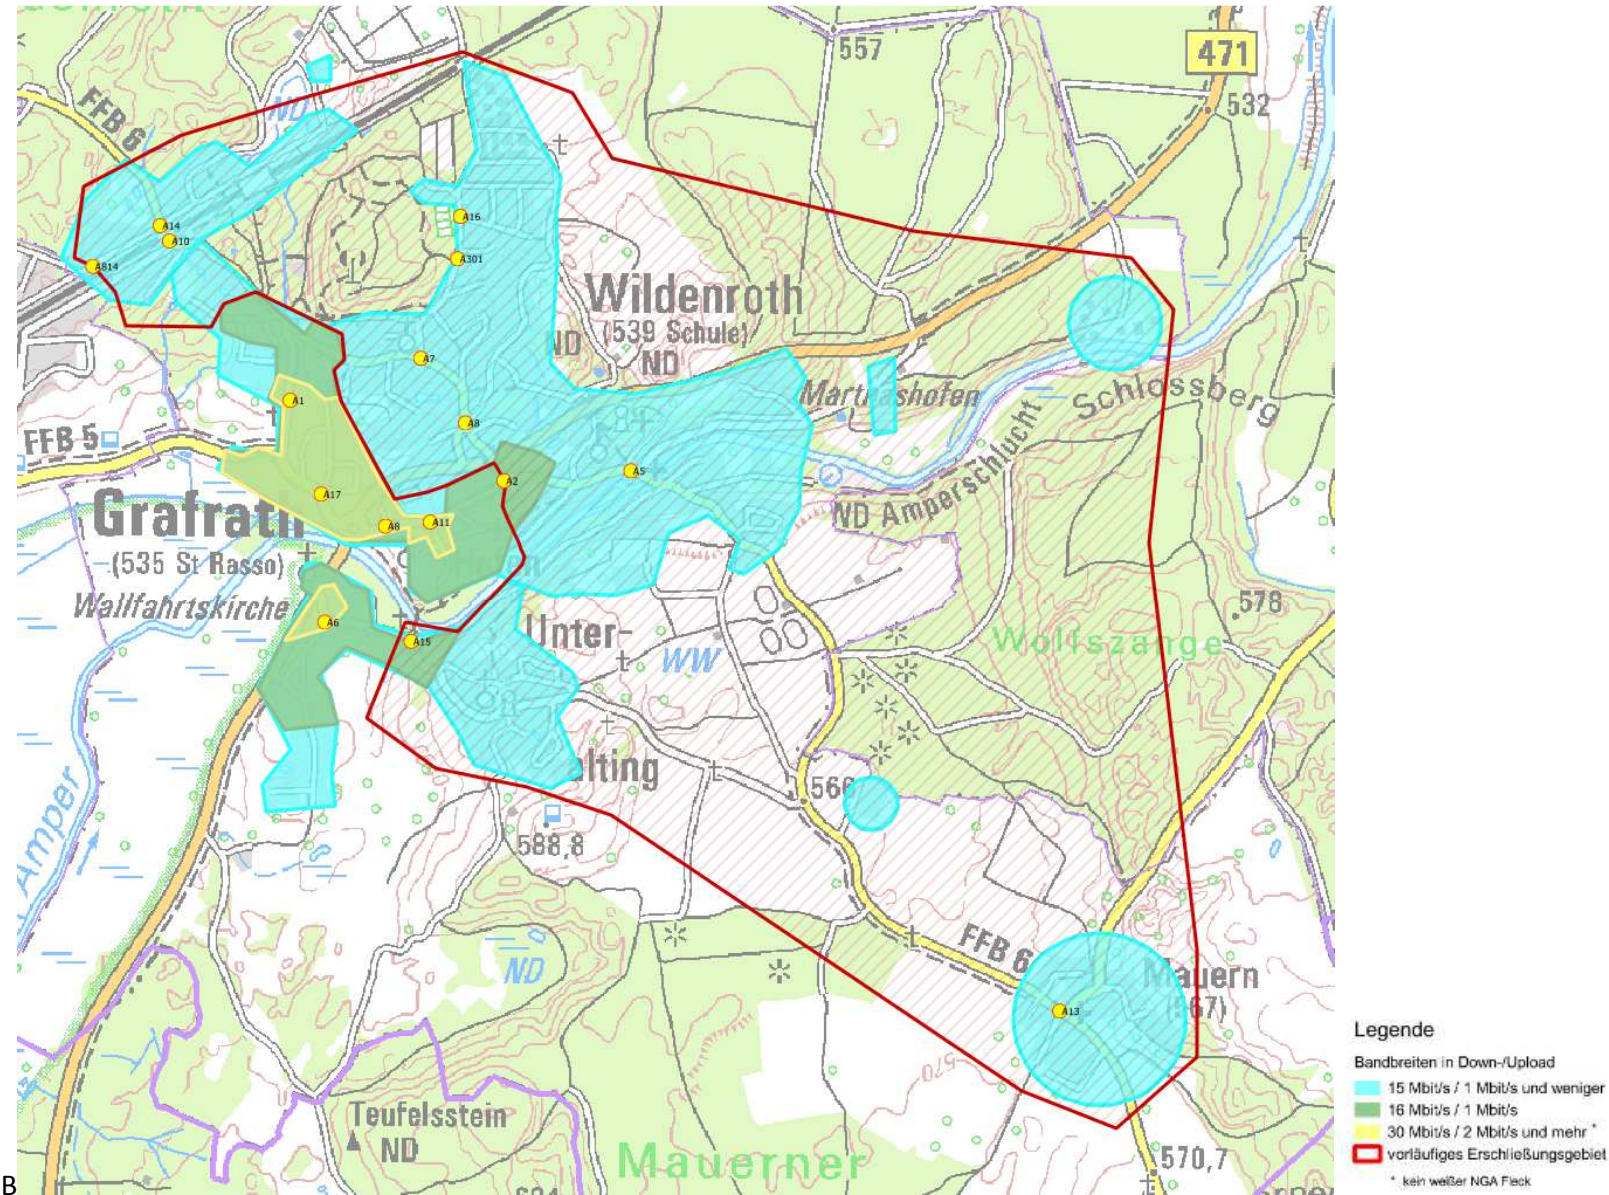 557
471
532
FFB 6
ND
A14
A10
A814
A16
A301
Wildenroth
(539 Schule)
ND
ND
A7
A1
A8
Marthashofen
Schlossberg
FFB 5
A5
A2
A17
A8
A11
ND Amperschlucht
Grafrath
(535 St Rasso)
Wallfahrtskirche
A6
A15
Unter-
WW
Wolfszange
578
alting
566
Amper
588,8
FFB 6
ND
Mauern
A13
570
Legende
Bandbreiten in Down-/Upload
15 Mbit/s / 1 Mbit/s und weniger
16 Mbit/s / 1 Mbit/s
30 Mbit/s / 2 Mbit/s und mehr *
vorläufiges Erschließungsgebiet
* kein weißer NGA Fleck
Teufelsstein
ND
Mauerner
570,7
B